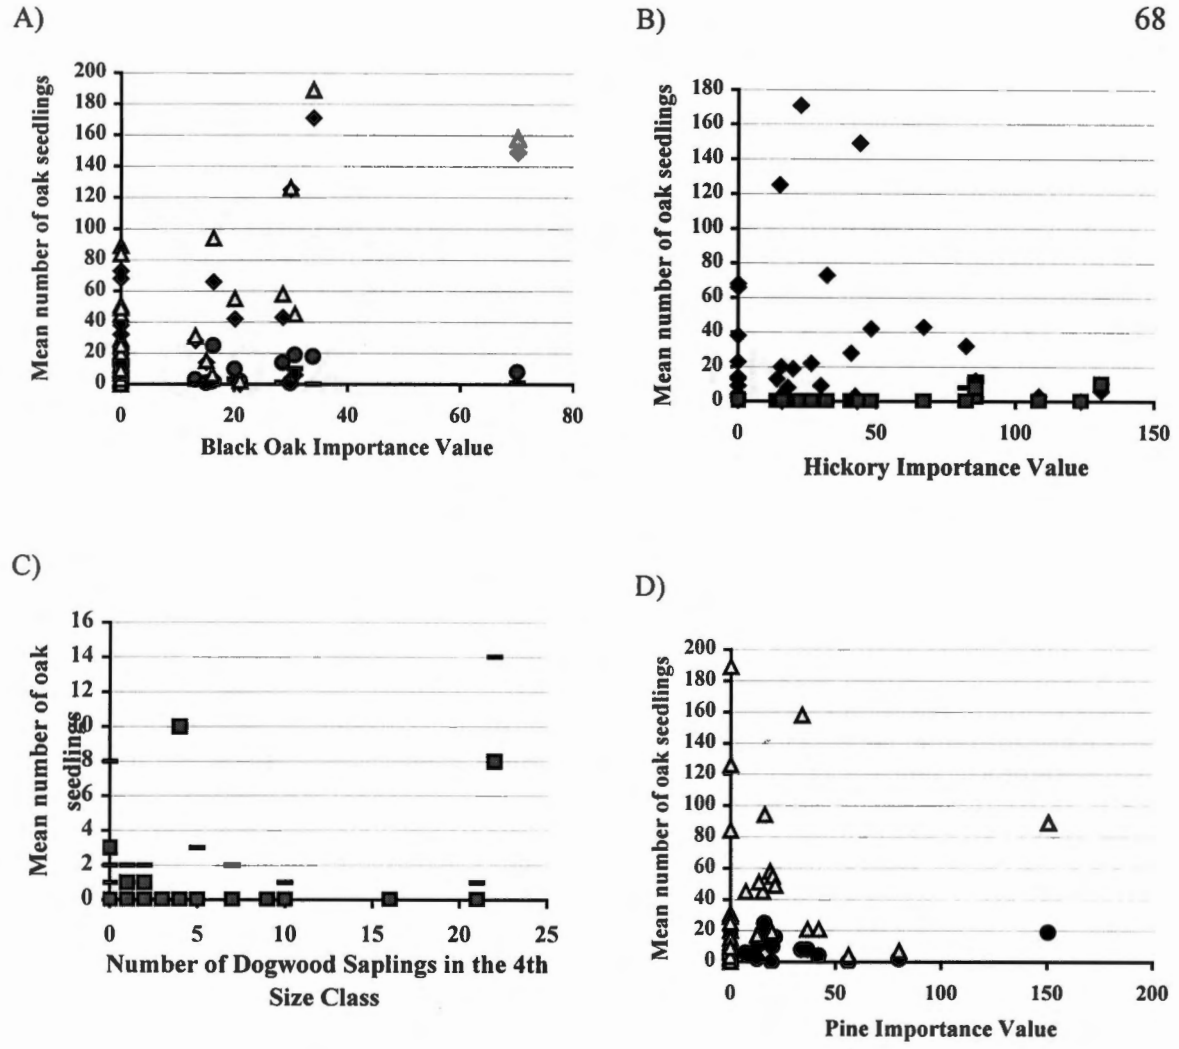 A)
B)
68
Mean number of oak seedlings
200
180
160
140
120
100
80
60
40
20
0
0 20 40 60 80
Black Oak Importance Value
Mean number of oak seedlings
180
160
140
120
100
80
60
40
20
0
0 50 100 150
Hickory Importance Value
C)
D)
Mean number of oak
seedlings
16
14
12
10
8
6
4
2
0
0 5 10 15 20 25
Number of Dogwood Saplings in the 4th
Size Class
Mean number of oak seedlings
200
180
160
140
120
100
80
60
40
20
0
0 50 100 150 200
Pine Importance Value